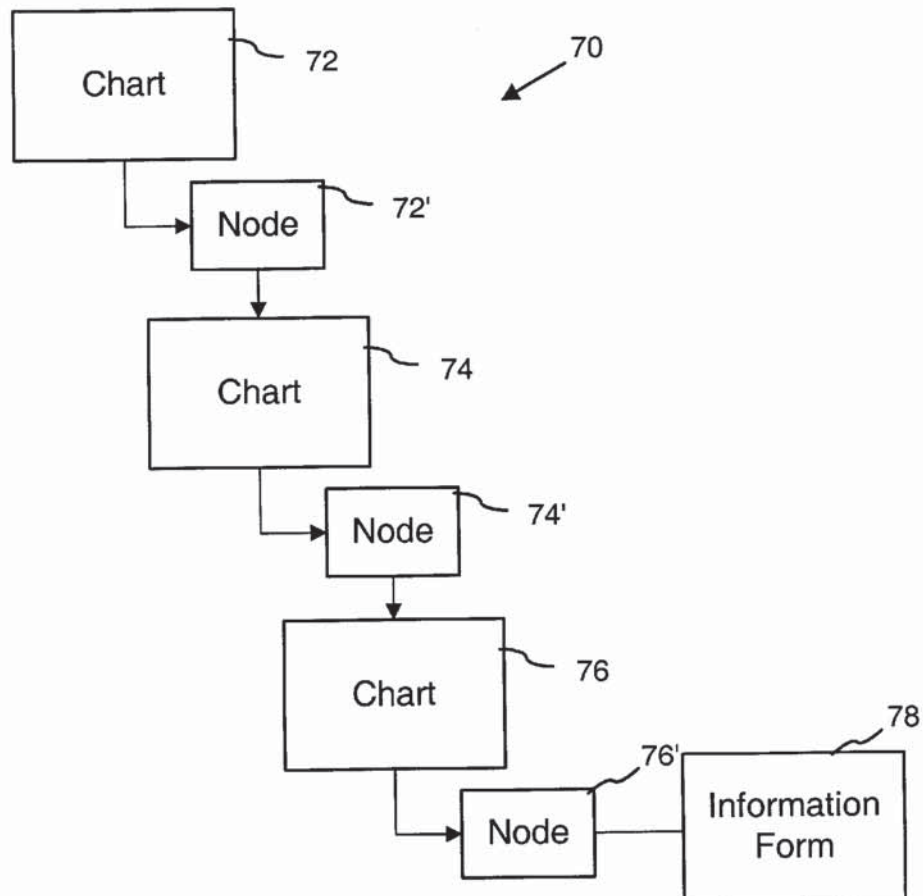 72
70
Chart
72'
Node
74
Chart
74'
Node
76
Chart
78
76'
Information
Form
Node